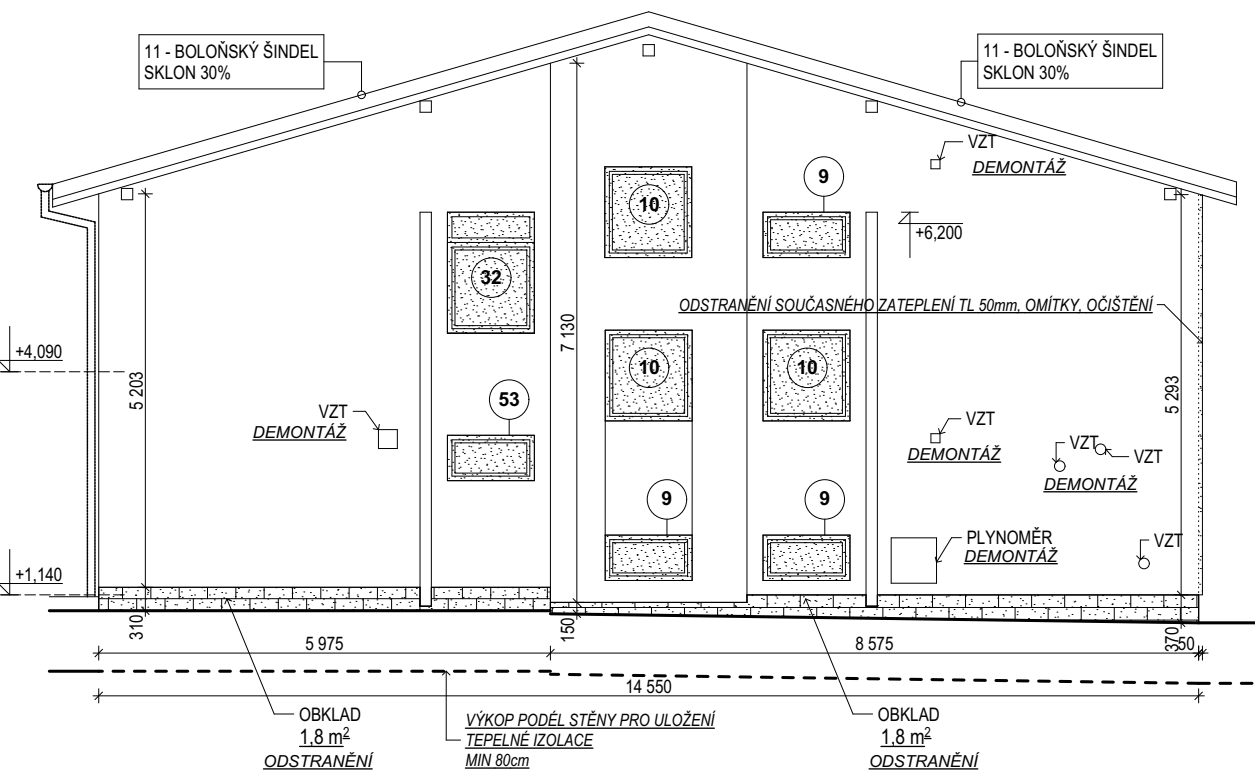 11 - BOLOŇSKÝ ŠINDEL
SKLON 30%
11 - BOLOŇSKÝ ŠINDEL
SKLON 30%
VZT
DEMONTÁŽ
9
10
+6,200
32
ODSTRANĚNÍ SOUČASNÉHO ZATEPLENÍ TL 50mm, OMÍTKY, OČIŠTĚNÍ
7 130
+4,090
5 203
10
10
5 293
53
VZT
DEMONTÁŽ
VZT
DEMONTÁŽ
VZT
VZT
DEMONTÁŽ
9
9
PLYNOMĚR
DEMONTÁŽ
VZT
+1,140
310
150
370
5 975
8 575
50
14 550
OBKLAD
1,8 m²
ODSTRANĚNÍ
VÝKOP PODÉL STĚNY PRO ULOŽENÍ
TEPELNÉ IZOLACE
MIN 80cm
OBKLAD
1,8 m²
ODSTRANĚNÍ